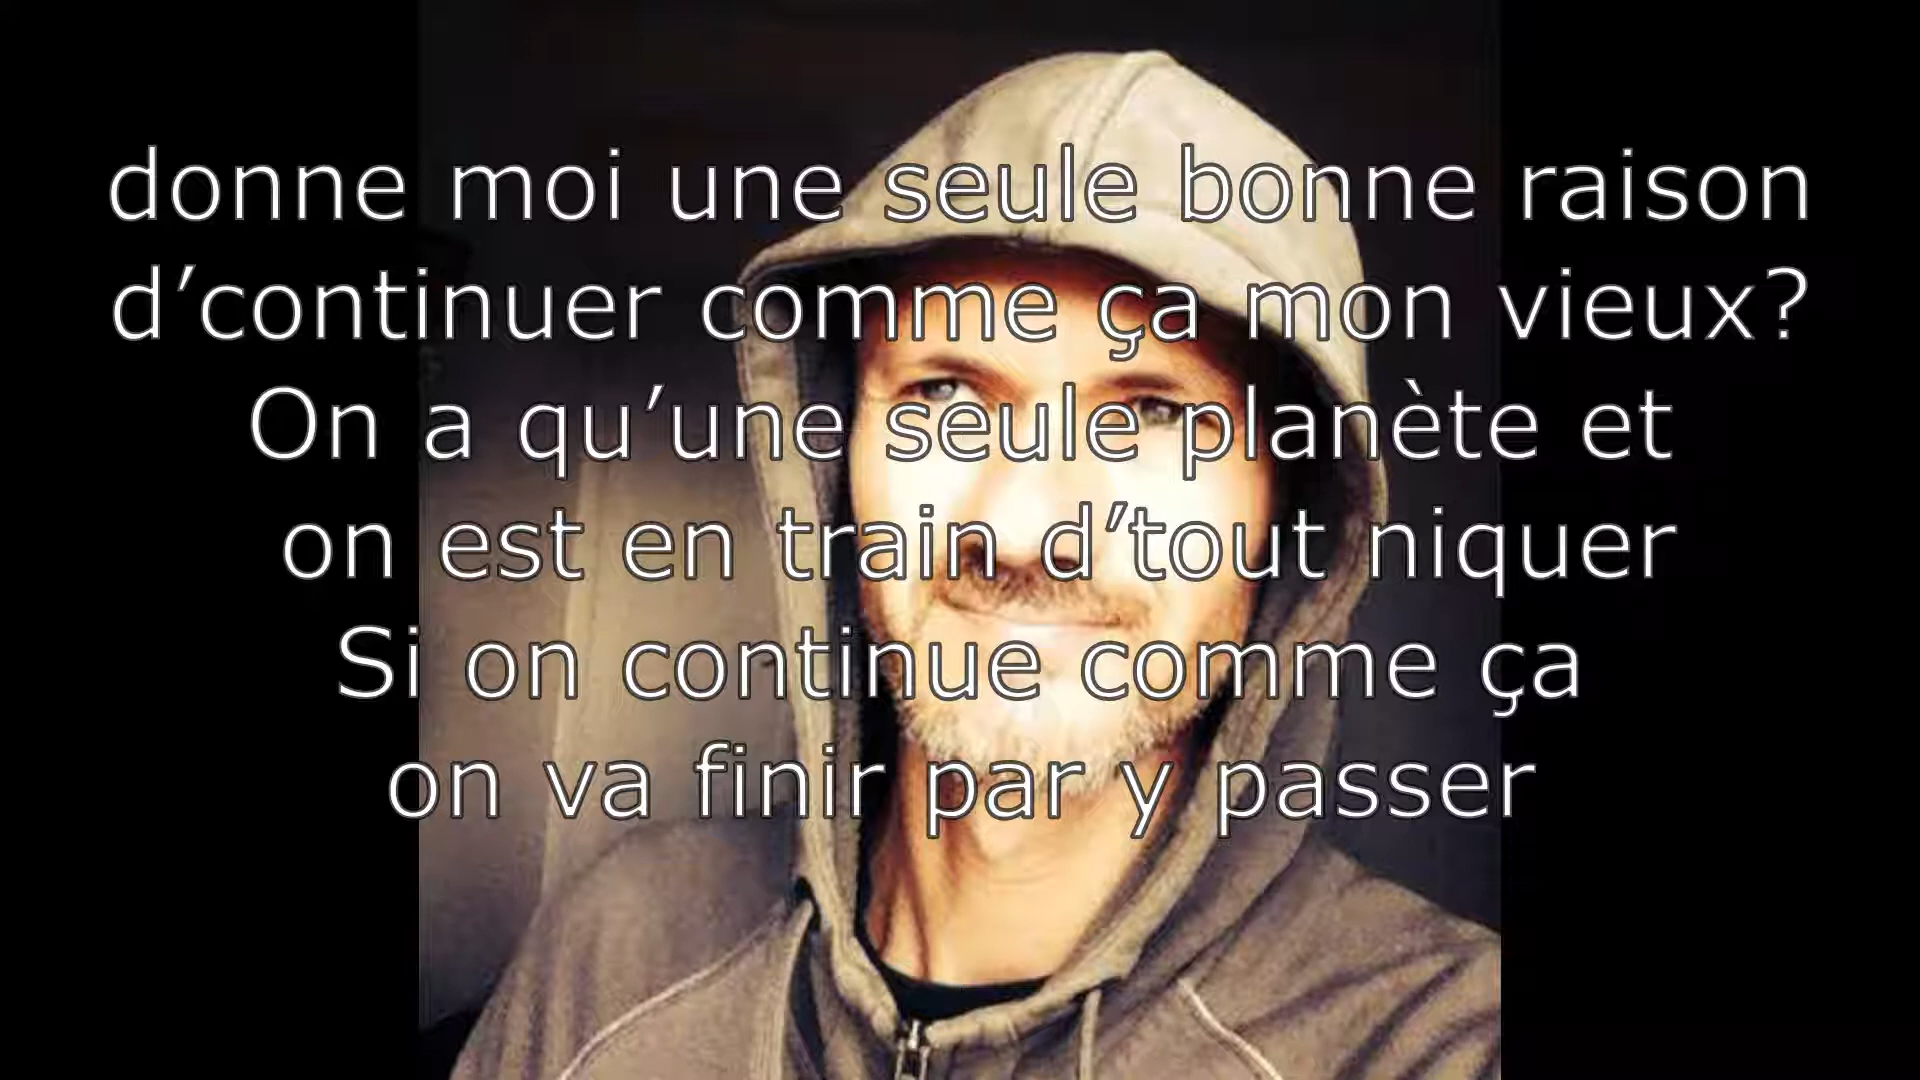 donne moi une seule bonne raison
d’continuer comme ça mon vieux?
On a qu’une seule planète et
on est en train d’tout niquer
Si on continue comme ça
on va finir par y passer